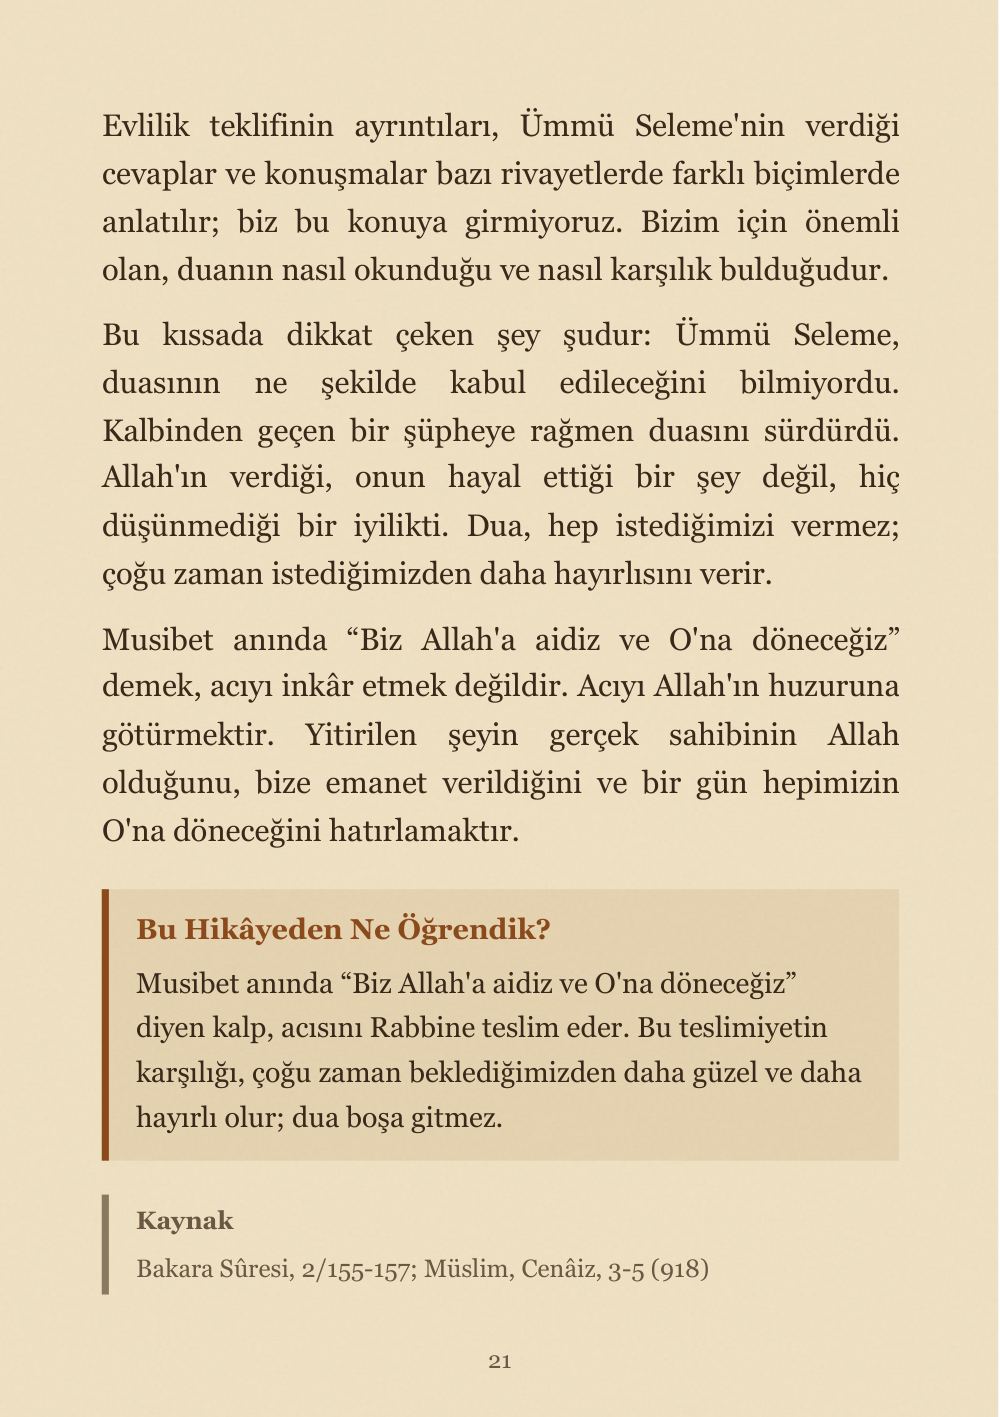 Evlilik teklifinin ayrıntıları, Ümmü Seleme'nin verdiği
cevaplar ve konuşmalar bazı rivayetlerde farklı biçimlerde
anlatılır; biz bu konuya girmiyoruz. Bizim için önemli
olan, duanın nasıl okunduğu ve nasıl karşılık bulduğudur.
Bu kıssada dikkat çeken şey şudur: Ümmü Seleme,
duasının ne şekilde kabul edileceğini bilmiyordu.
Kalbinden geçen bir şüpheye rağmen duasını sürdürdü.
Allah'ın verdiği, onun hayal ettiği bir şey değil, hiç
düşünmediği bir iyilikti. Dua, hep istediğimizi vermez;
çoğu zaman istediğimizden daha hayırlısını verir.
Musibet anında “Biz Allah'a aidiz ve O'na döneceğiz”
demek, acıyı inkâr etmek değildir. Acıyı Allah'ın huzuruna
götürmektir. Yitirilen şeyin gerçek sahibinin Allah
olduğunu, bize emanet verildiğini ve bir gün hepimizin
O'na döneceğini hatırlamaktır.
Bu Hikâyeden Ne Öğrendik?
Musibet anında “Biz Allah'a aidiz ve O'na döneceğiz”
diyen kalp, acısını Rabbine teslim eder. Bu teslimiyetin
karşılığı, çoğu zaman beklediğimizden daha güzel ve daha
hayırlı olur; dua boşa gitmez.
Kaynak
Bakara Sûresi, 2/155-157; Müslim, Cenâiz, 3-5 (918)
21